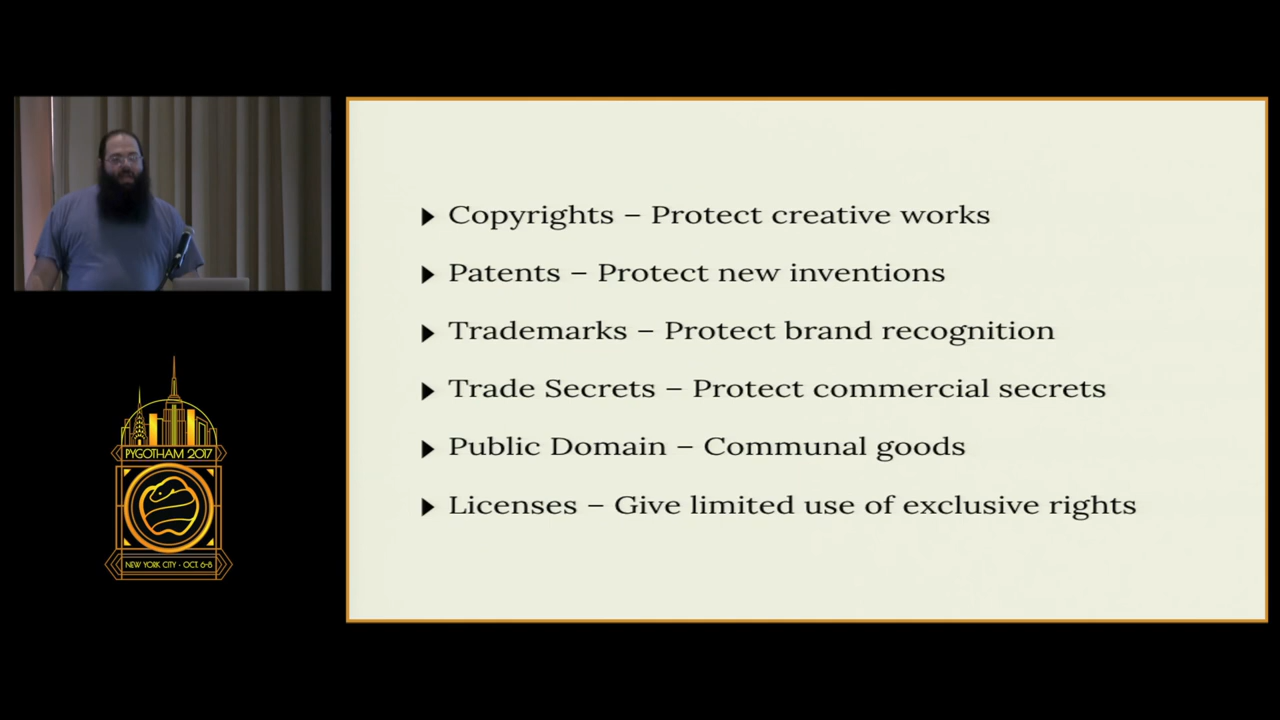 Copyrights – Protect creative works
Patents – Protect new inventions
Trademarks – Protect brand recognition
Trade Secrets – Protect commercial secrets
Public Domain – Communal goods
Licenses – Give limited use of exclusive rights
PYGOTHAM 2017
NEW YORK CITY • OCT. 6-8